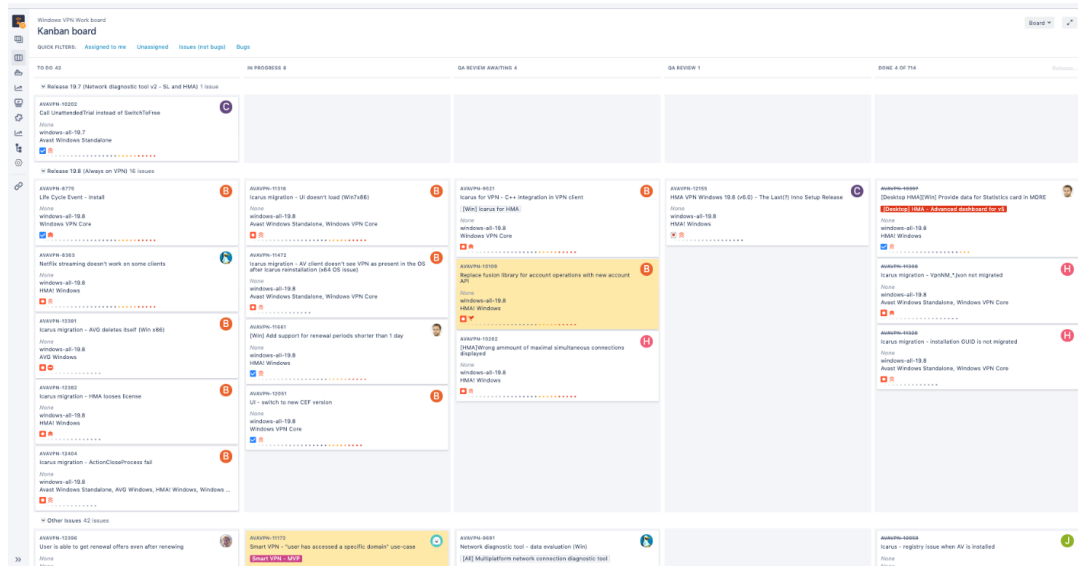 Windows VPN Work board
Kanban board
Board
QUICK FILTERS: Assigned to me Unassigned Issues (not bugs) Bugs
TO DO 42
IN PROGRESS 6
QA REVIEW AWAITING 4
QA REVIEW 1
DONE 4 OF 714
Release...
Release 19.7 (Network diagnostic tool v2 - SL and HMA) 1 issue
AVAVPN-10202
C
Call UnattendedTrial instead of SwitchToFree
None
windows-all-19.7
Avast Windows Standalone
Release 19.8 (Always on VPN) 16 issues
AVAVPN-8775
B
Life Cycle Event - Install
None
windows-all-19.8
Windows VPN Core
AVAVPN-8363
Netflix streaming doesn't work on some clients
None
windows-all-19.8
HMA! Windows
AVAVPN-12391
B
Icarus migration - AVG deletes itself (Win x86)
None
windows-all-19.8
AVG Windows
AVAVPN-12392
B
Icarus migration - HMA looses license
None
windows-all-19.8
HMA! Windows
AVAVPN-12404
B
Icarus migration - ActionCloseProcess fail
None
windows-all-19.8
Avast Windows Standalone, AVG Windows, HMA! Windows, Windows ...
AVAVPN-11316
B
Icarus migration - UI doesn't load (Win7x86)
None
windows-all-19.8
Avast Windows Standalone, Windows VPN Core
AVAVPN-11472
B
Icarus migration - AV client doesn't see VPN as present in the OS
after Icarus reinstallation (x64 OS issue)
None
windows-all-19.8
Avast Windows Standalone, Windows VPN Core
AVAVPN-11661
[Win] Add support for renewal periods shorter than 1 day
None
windows-all-19.8
HMA! Windows
AVAVPN-12051
B
UI - switch to new CEF version
None
windows-all-19.8
Windows VPN Core
AVAVPN-9521
B
Icarus for VPN - C++ integration in VPN client
[Win] Icarus for HMA
None
windows-all-19.8
Windows VPN Core
AVAVPN-10109
B
Replace fusion library for account operations with new account
API
None
windows-all-19.8
HMA! Windows
AVAVPN-10262
H
[HMA]Wrong ammount of maximal simultaneous connections
displayed
None
windows-all-19.8
HMA! Windows
AVAVPN-12155
C
HMA VPN Windows 19.8 (v6.0) - The Last(?) Inno Setup Release
None
windows-all-19.8
HMA! Windows
[Desktop HMA][Win] Provide data for Statistics card in MDRE
[Desktop] HMA - Advanced dashboard for v5
None
windows-all-19.8
HMA! Windows
H
Icarus migration - VpnNM_*.json not migrated
None
windows-all-19.8
Avast Windows Standalone, Windows VPN Core
H
Icarus migration - Installation GUID is not migrated
None
windows-all-19.8
Avast Windows Standalone, Windows VPN Core
Other Issues 42 issues
AVAVPN-12396
User is able to get renewal offers even after renewing
None
AVAVPN-11172
Smart VPN - "user has accessed a specific domain" use-case
Smart VPN - MVP
AVAVPN-9691
Network diagnostic tool - data evaluation (Win)
[All] Multiplatform network connection diagnostic tool
J
Icarus - registry issue when AV is installed
None